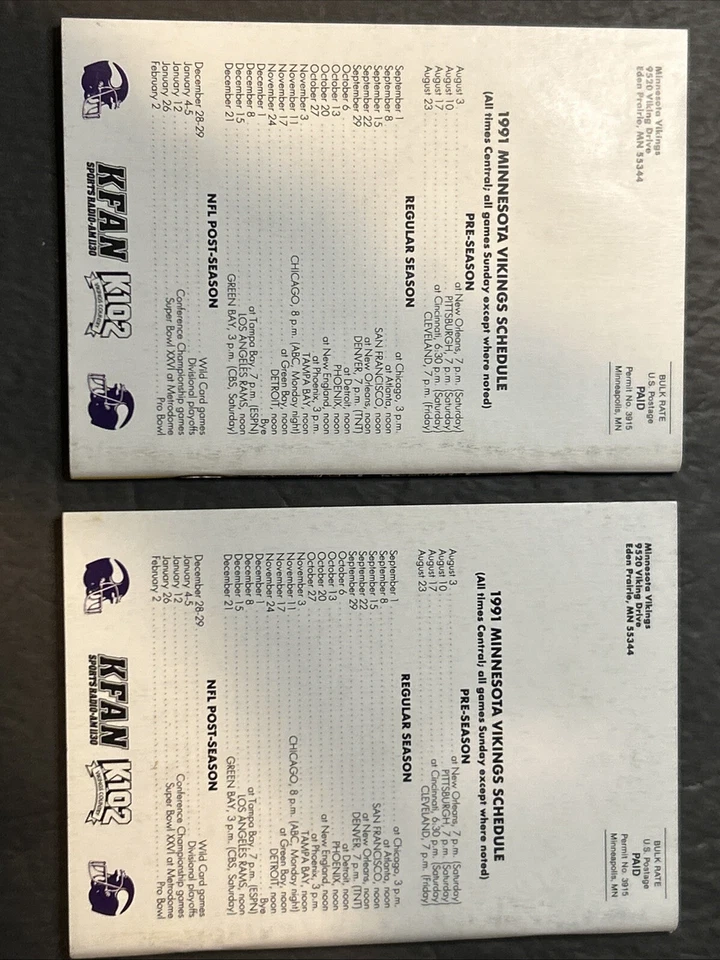 Minnesota Vikings
9520 Viking Drive
Eden Prairie, MN 55344
BULK RATE
U.S. Postage
PAID
Permit No. 3915
Minneapolis, MN
1991 MINNESOTA VIKINGS SCHEDULE
(All times Central; all games Sunday except where noted)
PRE-SEASON
August 3 at New Orleans, 7 p.m. (Saturday)
August 10 PITTSBURGH, 7 p.m. (Saturday)
August 17 at Cincinnati, 6:30 p.m. (Saturday)
August 23 CLEVELAND, 7 p.m. (Friday)
REGULAR SEASON
September 1 at Chicago, 3 p.m.
September 8 at Atlanta, noon
September 15 SAN FRANCISCO, noon
September 22 at New Orleans, noon
September 29 DENVER, 7 p.m. (TNT)
October 6 at Detroit, noon
October 13 PHOENIX, noon
October 20 at New England, noon
October 27 at Phoenix, 3 p.m.
November 3 TAMPA BAY, noon
November 11 CHICAGO, 8 p.m. (ABC, Monday night)
November 17 at Green Bay, noon
November 24 DETROIT, noon
December 1 Bye
December 8 at Tampa Bay, 7 p.m. (ESPN)
December 15 LOS ANGELES RAMS, noon
December 21 GREEN BAY, 3 p.m. (CBS, Saturday)
NFL POST-SEASON
December 28-29 Wild Card games
January 4-5 Divisional playoffs
January 12 Conference Championship games
January 26 Super Bowl XXVI at Metrodome
February 2 Pro Bowl
KFAN
SPORTS RADIO-AM 1130
K102
VIKINGS COUNTRY
Minnesota Vikings
9520 Viking Drive
Eden Prairie, MN 55344
BULK RATE
U.S. Postage
PAID
Permit No. 3915
Minneapolis, MN
1991 MINNESOTA VIKINGS SCHEDULE
(All times Central; all games Sunday except where noted)
PRE-SEASON
August 3 at New Orleans, 7 p.m. (Saturday)
August 10 PITTSBURGH, 7 p.m. (Saturday)
August 17 at Cincinnati, 6:30 p.m. (Saturday)
August 23 CLEVELAND, 7 p.m. (Friday)
REGULAR SEASON
September 1 at Chicago, 3 p.m.
September 8 at Atlanta, noon
September 15 SAN FRANCISCO, noon
September 22 at New Orleans, noon
September 29 DENVER, 7 p.m. (TNT)
October 6 at Detroit, noon
October 13 PHOENIX, noon
October 20 at New England, noon
October 27 at Phoenix, 3 p.m.
November 3 TAMPA BAY, noon
November 11 CHICAGO, 8 p.m. (ABC, Monday night)
November 17 at Green Bay, noon
November 24 DETROIT, noon
December 1 Bye
December 8 at Tampa Bay, 7 p.m. (ESPN)
December 15 LOS ANGELES RAMS, noon
December 21 GREEN BAY, 3 p.m. (CBS, Saturday)
NFL POST-SEASON
December 28-29 Wild Card games
January 4-5 Divisional playoffs
January 12 Conference Championship games
January 26 Super Bowl XXVI at Metrodome
February 2 Pro Bowl
KFAN
SPORTS RADIO-AM 1130
K102
VIKINGS COUNTRY